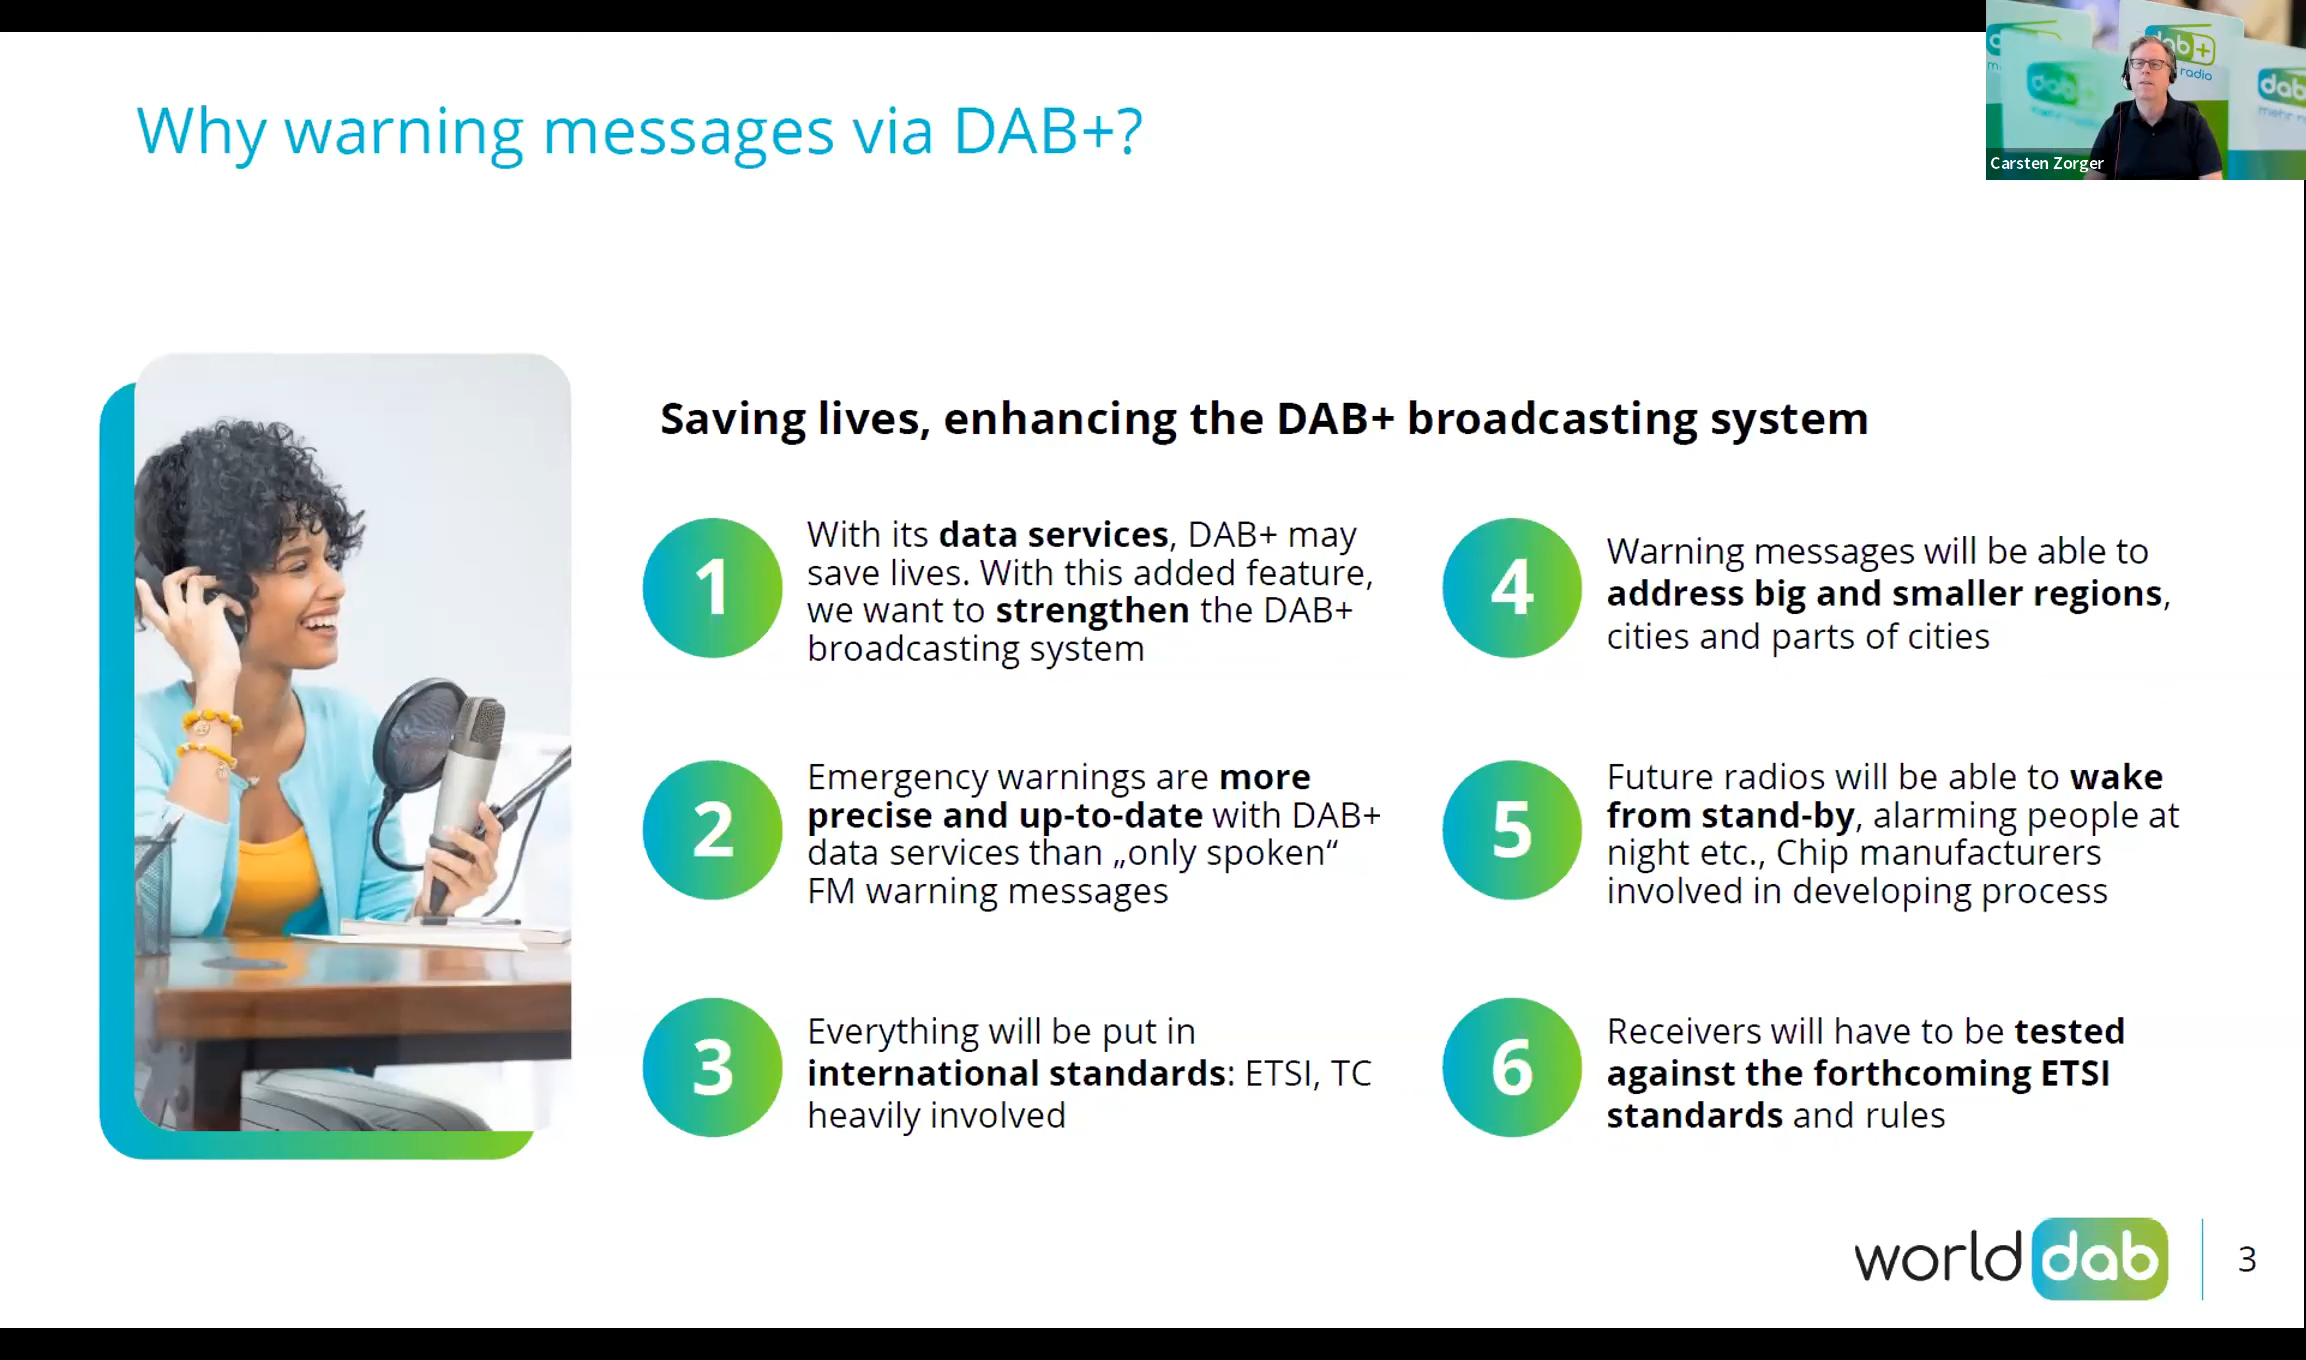 Why warning messages via DAB+?
dab+
radio
dab+
dab
Carsten Zorger
Saving lives, enhancing the DAB+ broadcasting system
1
With its data services, DAB+ may
save lives. With this added feature,
we want to strengthen the DAB+
broadcasting system
2
Emergency warnings are more
precise and up-to-date with DAB+
data services than „only spoken“
FM warning messages
3
Everything will be put in
international standards: ETSI, TC
heavily involved
4
Warning messages will be able to
address big and smaller regions,
cities and parts of cities
5
Future radios will be able to wake
from stand-by, alarming people at
night etc., Chip manufacturers
involved in developing process
6
Receivers will have to be tested
against the forthcoming ETSI
standards and rules
world dab
3